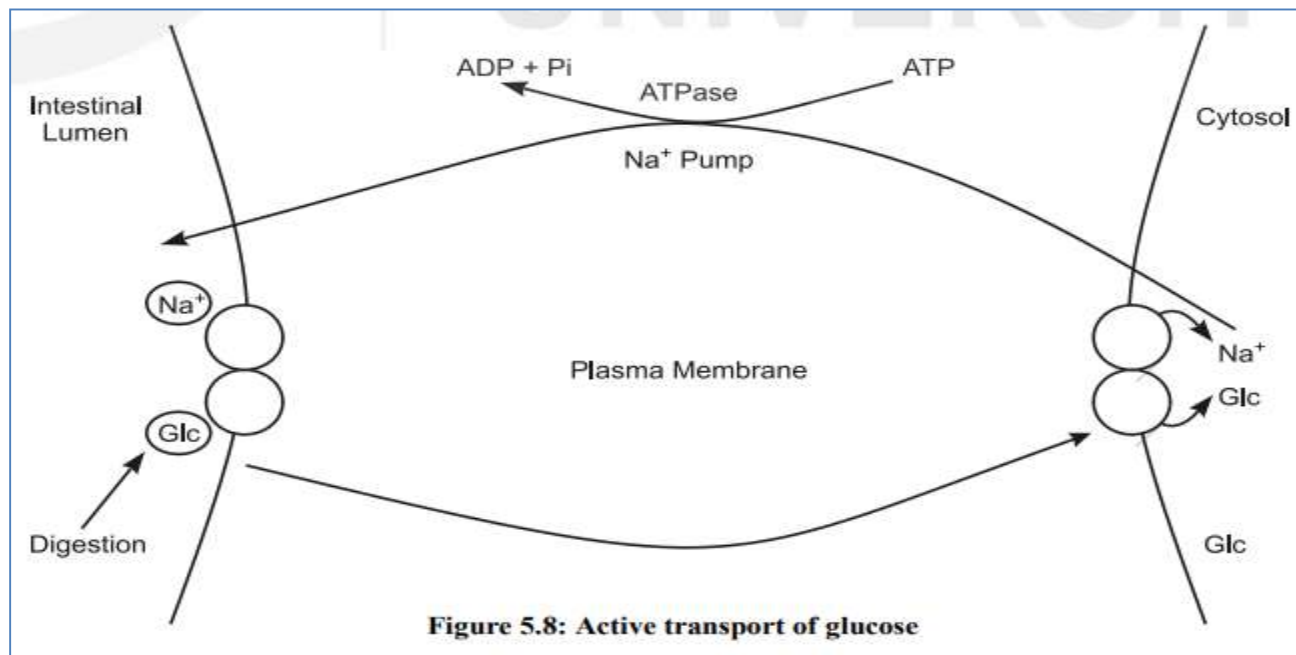 UNIVERSIT
ADP + Pi
ATPase
ATP
Intestinal
Lumen
Cytosol
Na⁺ Pump
Na⁺
Na⁺
Plasma Membrane
Glc
Glc
Digestion
Glc
Figure 5.8: Active transport of glucose